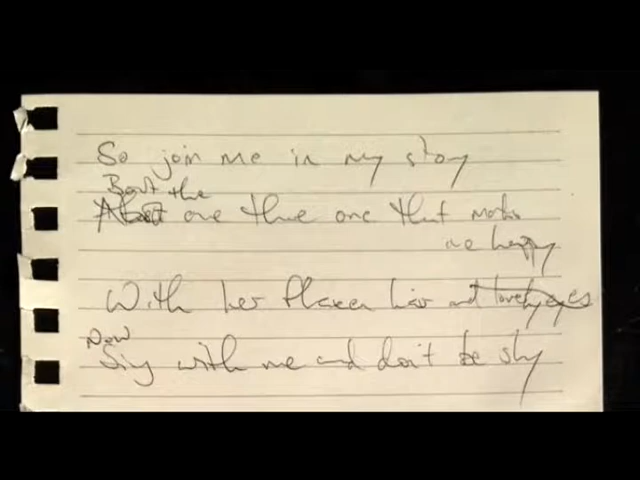 So join me in my story
Bout the
About one true one that makes
me happy
With her flaxen hair and lovely eyes
Now
Sing with me and don't be shy